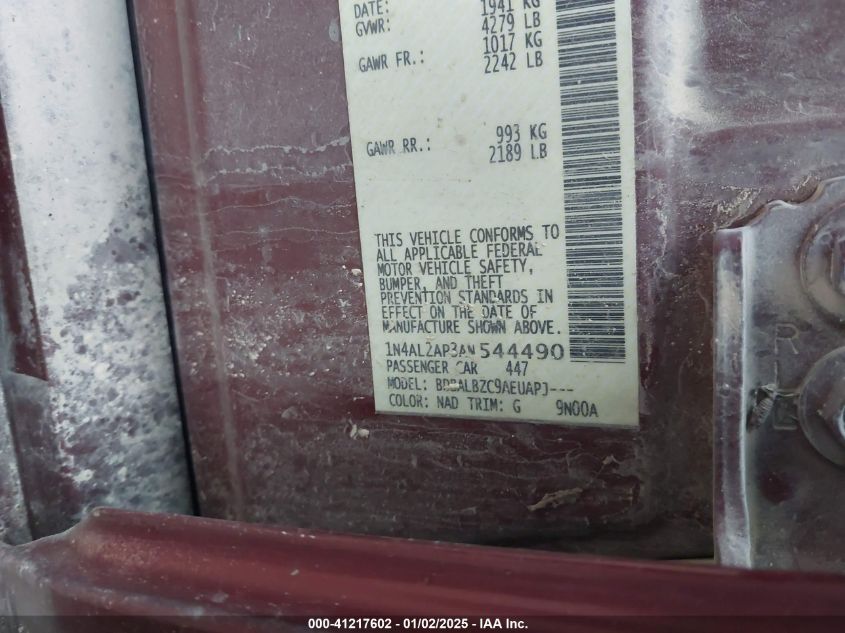 DATE: 1941 KG
GVWR: 4279 LB
GAWR FR.: 1017 KG
2242 LB
GAWR RR.: 993 KG
2189 LB
THIS VEHICLE CONFORMS TO
ALL APPLICABLE FEDERAL
MOTOR VEHICLE SAFETY,
BUMPER, AND THEFT
PREVENTION STANDARDS IN
EFFECT ON THE DATE OF
MANUFACTURE SHOWN ABOVE.
1N4AL2AP3AN544490
PASSENGER CAR 447
MODEL:
COLOR: NAD TRIM: G 9N00A
000-41217602 - 01/02/2025 - IAA Inc.